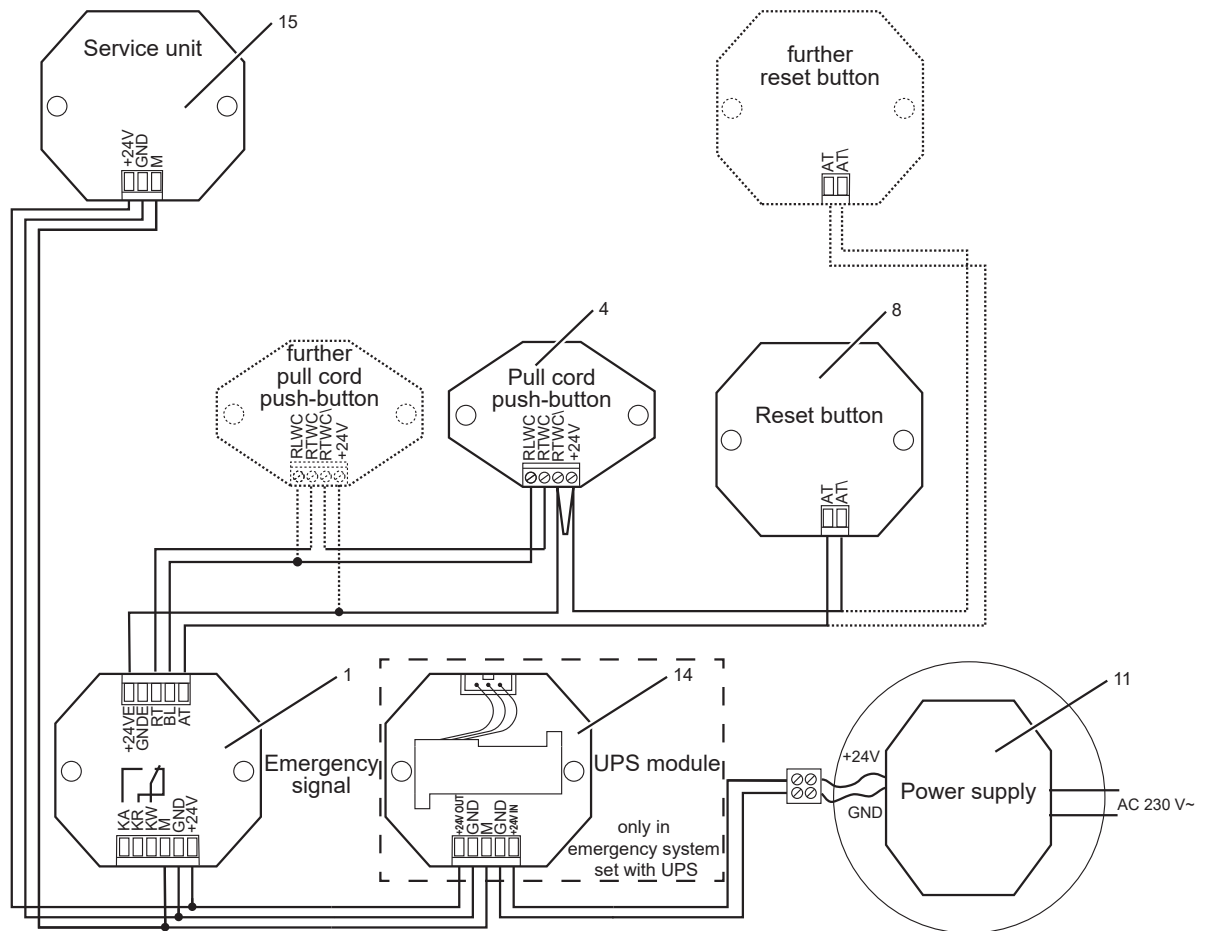 15
Service unit
+24V
GND
M
further
reset button
AT
AT\
4
8
further
pull cord
push-button
RLWC
RTWC
RTWC\
+24V
Pull cord
push-button
RLWC
RTWC
RTWC\
+24V
Reset button
AT
AT\
1
14
11
+24VE
GNDE
RT
BL
AT
Emergency
signal
KA
KR
KW
M
GND
+24V
UPS module
+24V OUT
GND
M
GND
+24V IN
only in
emergency system
set with UPS
+24V
GND
Power supply
AC 230 V~